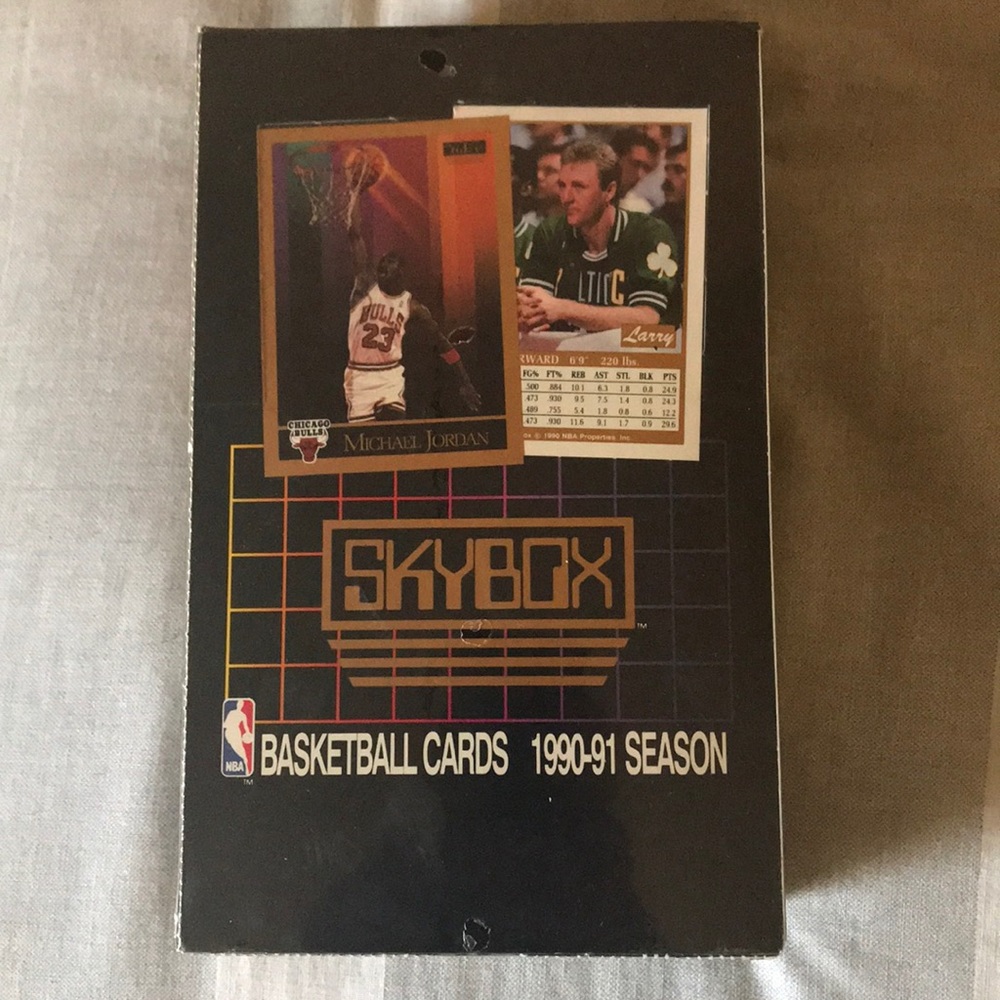 BULLS
23
CHICAGO
BULLS
MICHAEL JORDAN
LTIC
Larry
RWARD 6'9" 220 lbs.
FG% FT% REB AST STL BLK PTS
.500 .884 10.1 6.3 1.8 0.8 24.9
.473 .930 9.5 7.5 1.4 0.8 24.3
.489 .755 5.4 1.8 0.8 0.6 12.2
.473 .930 11.6 9.1 1.7 0.9 29.6
© 1990 NBA Properties, Inc.
SKYBOX
TM
NBA
TM
BASKETBALL CARDS 1990-91 SEASON